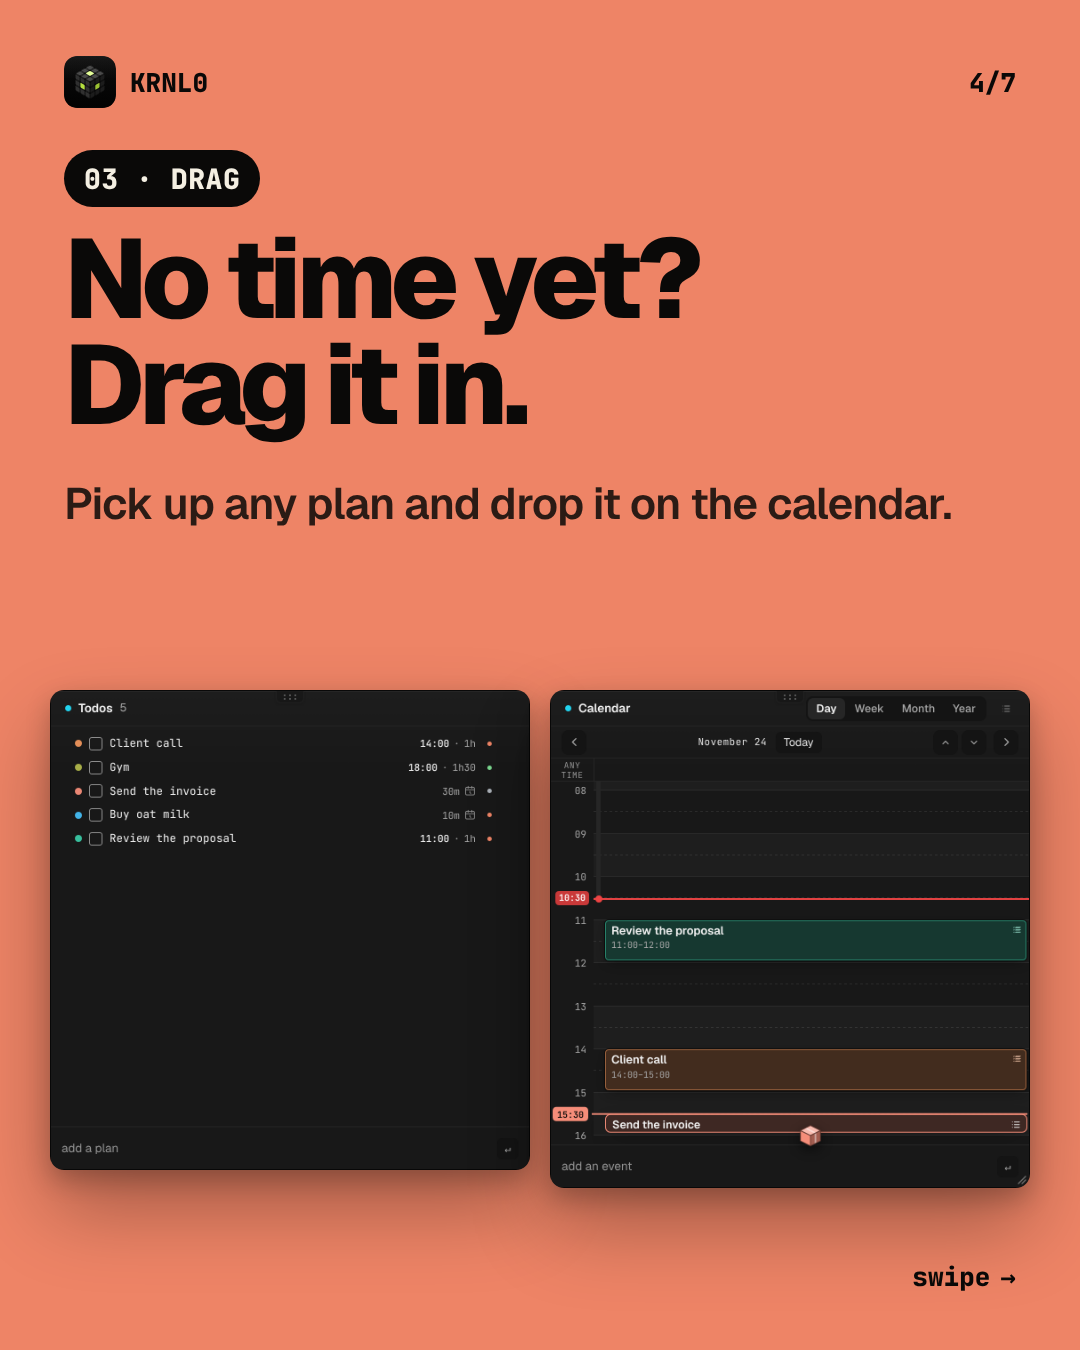 KRNL0
4/7
03 · DRAG
No time yet?
Drag it in.
Pick up any plan and drop it on the calendar.
Todos 5
Client call 14:00 · 1h
Gym 18:00 · 1h30
Send the invoice 30m
Buy oat milk 10m
Review the proposal 11:00 · 1h
add a plan
Calendar
Day Week Month Year
November 24 Today
ANY
TIME
08
09
10
10:30
11
Review the proposal
11:00–12:00
12
13
14
Client call
14:00–15:00
15
15:30
Send the invoice
16
add an event
swipe →